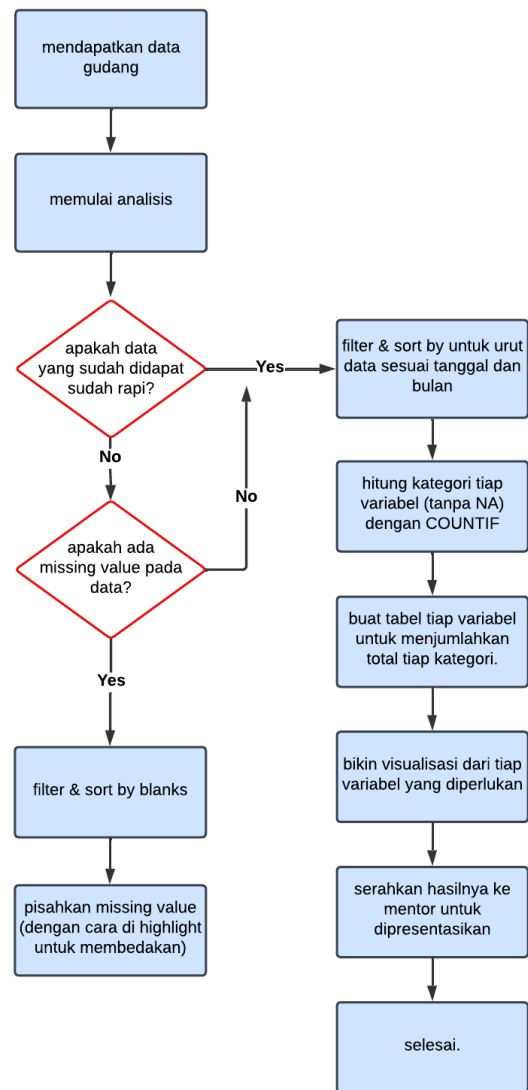 mendapatkan data
gudang
memulai analisis
apakah data
yang sudah didapat
sudah rapi?
Yes
No
apakah ada
missing value pada
data?
No
Yes
filter & sort by blanks
pisahkan missing value
(dengan cara di highlight
untuk membedakan)
filter & sort by untuk urut
data sesuai tanggal dan
bulan
hitung kategori tiap
variabel (tanpa NA)
dengan COUNTIF
buat tabel tiap variabel
untuk menjumlahkan
total tiap kategori.
bikin visualisasi dari tiap
variabel yang diperlukan
serahkan hasilnya ke
mentor untuk
dipresentasikan
selesai.